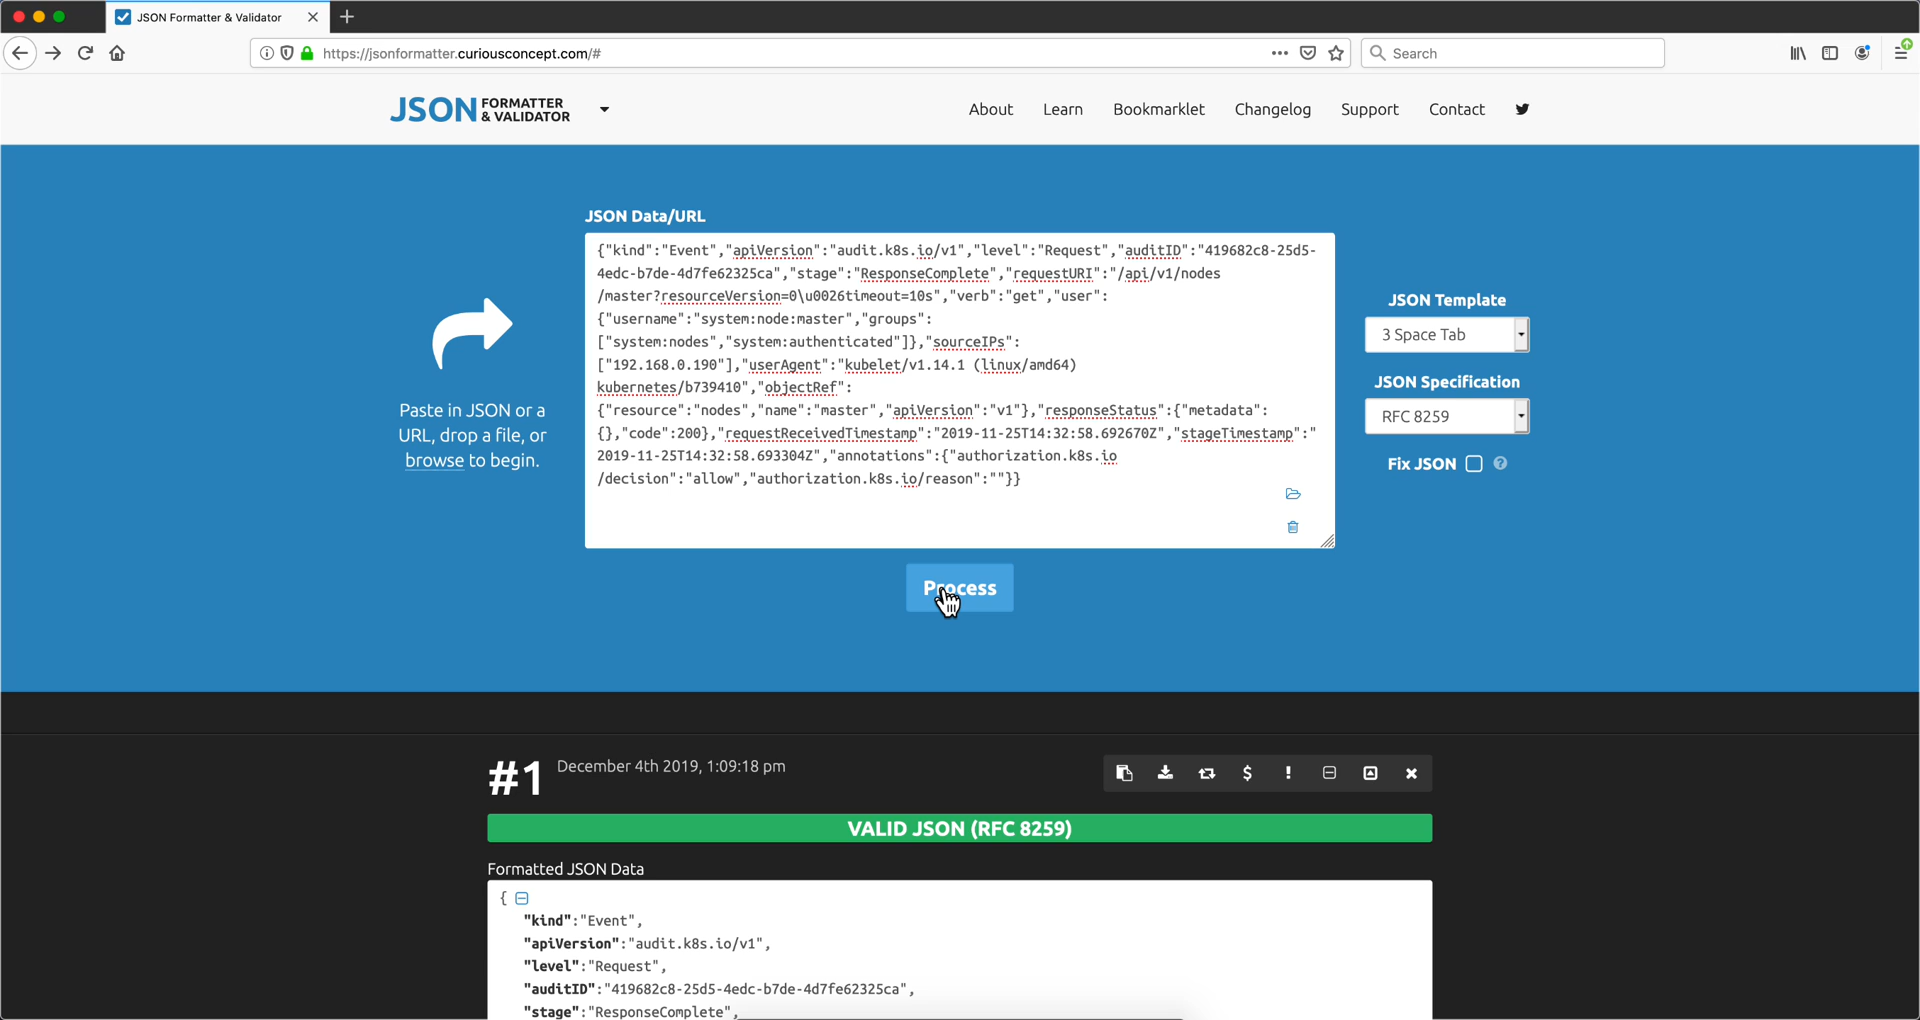 JSON Formatter & Validator
https://jsonformatter.curiousconcept.com/#
Search
JSON FORMATTER & VALIDATOR
About Learn Bookmarklet Changelog Support Contact
JSON Data/URL
{"kind":"Event","apiVersion":"audit.k8s.io/v1","level":"Request","auditID":"419682c8-25d5-
4edc-b7de-4d7fe62325ca","stage":"ResponseComplete","requestURI":"/api/v1/nodes
/master?resourceVersion=0\u0026timeout=10s","verb":"get","user":
{"username":"system:node:master","groups":
["system:nodes","system:authenticated"]},"sourceIPs":
["192.168.0.190"],"userAgent":"kubelet/v1.14.1 (linux/amd64)
kubernetes/b739410","objectRef":
{"resource":"nodes","name":"master","apiVersion":"v1"},"responseStatus":{"metadata":
{},"code":200},"requestReceivedTimestamp":"2019-11-25T14:32:58.692670Z","stageTimestamp":"
2019-11-25T14:32:58.693304Z","annotations":{"authorization.k8s.io
/decision":"allow","authorization.k8s.io/reason":""}}
Paste in JSON or a
URL, drop a file, or
browse to begin.
JSON Template
3 Space Tab
JSON Specification
RFC 8259
Fix JSON ?
Process
#1 December 4th 2019, 1:09:18 pm
VALID JSON (RFC 8259)
Formatted JSON Data
{
"kind":"Event",
"apiVersion":"audit.k8s.io/v1",
"level":"Request",
"auditID":"419682c8-25d5-4edc-b7de-4d7fe62325ca",
"stage":"ResponseComplete",